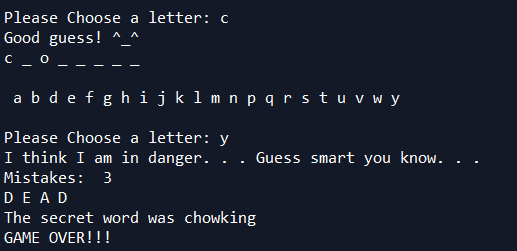 Please Choose a letter: c
Good guess! ^_^
c _ o _ _ _ _ _
a b d e f g h i j k l m n p q r s t u v w y
Please Choose a letter: y
I think I am in danger. . . Guess smart you know. . .
Mistakes:  3
D E A D
The secret word was chowking
GAME OVER!!!